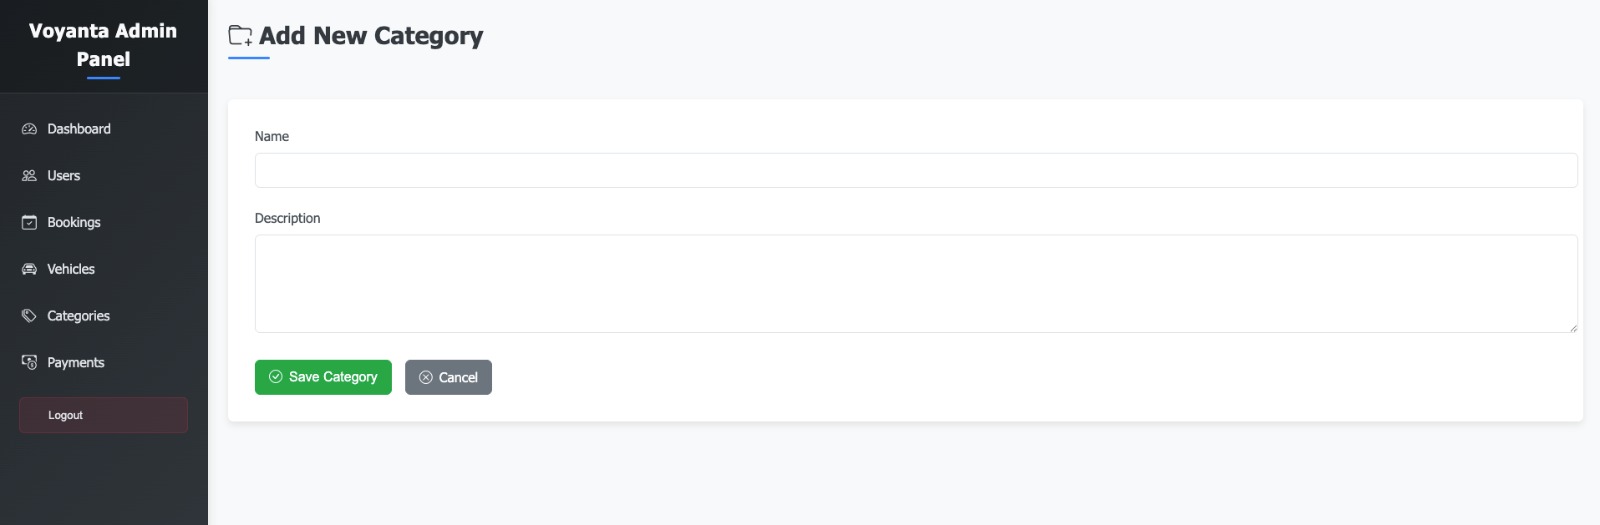 Voyanta Admin
Panel
Dashboard
Users
Bookings
Vehicles
Categories
Payments
Logout
Add New Category
Name
Description
Save Category
Cancel